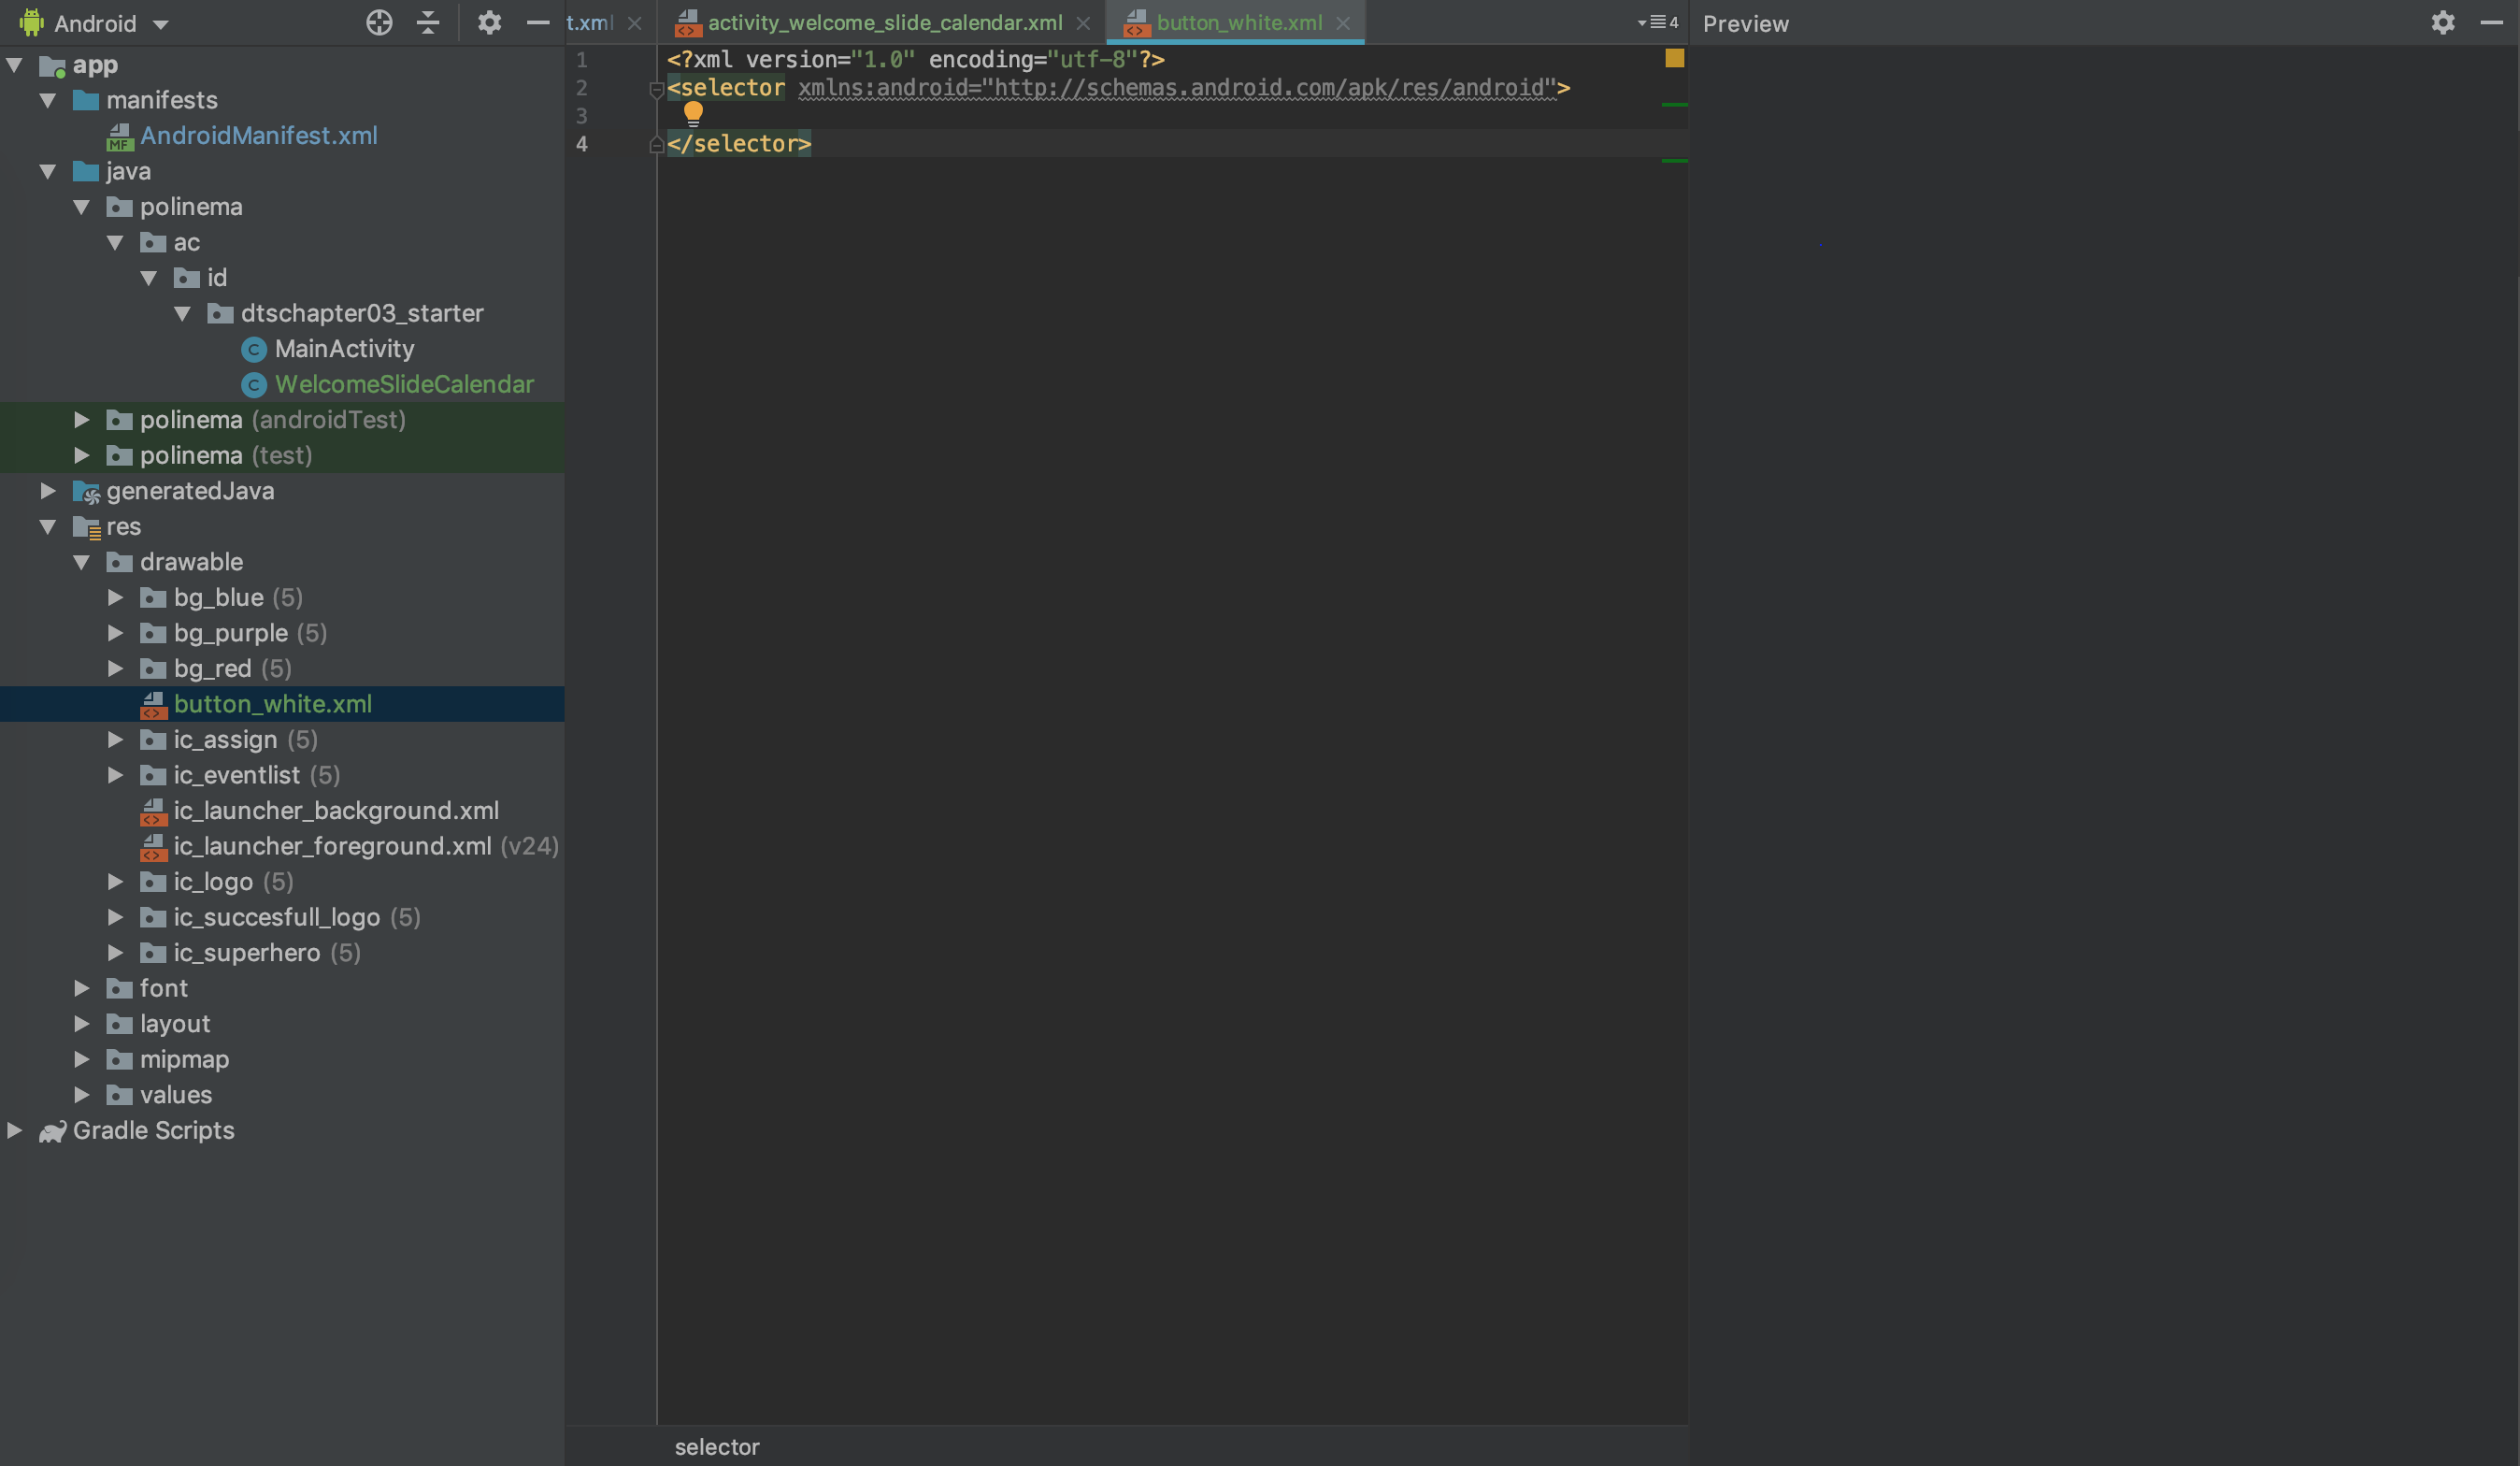 Android
t.xml
activity_welcome_slide_calendar.xml
button_white.xml
4
Preview
app
manifests
MF
AndroidManifest.xml
java
polinema
ac
id
dtschapter03_starter
C MainActivity
C WelcomeSlideCalendar
polinema (androidTest)
polinema (test)
generatedJava
res
drawable
bg_blue (5)
bg_purple (5)
bg_red (5)
button_white.xml
ic_assign (5)
ic_eventlist (5)
ic_launcher_background.xml
ic_launcher_foreground.xml (v24)
ic_logo (5)
ic_succesfull_logo (5)
ic_superhero (5)
font
layout
mipmap
values
Gradle Scripts
1 <?xml version="1.0" encoding="utf-8"?>
2 <selector xmlns:android="http://schemas.android.com/apk/res/android">
3
4 </selector>
selector